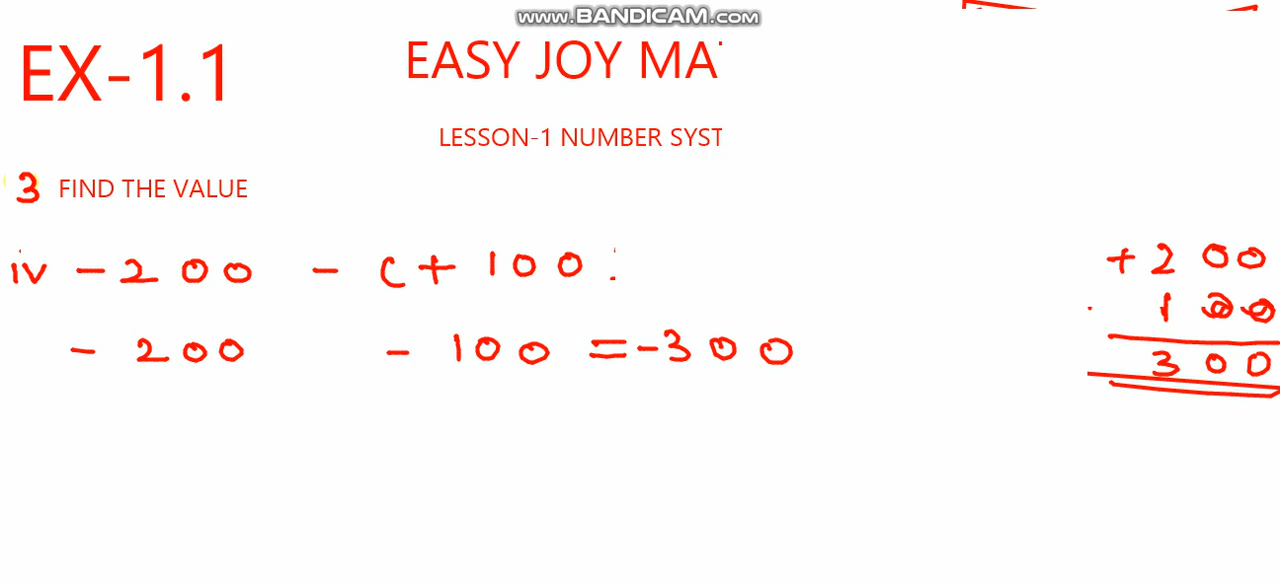 www.BANDICAM.com
EX-1.1
EASY JOY MA
LESSON-1 NUMBER SYST
3 FIND THE VALUE
iv - 200 - (+ 100
- 200 - 100 = -300
+ 200
100
300